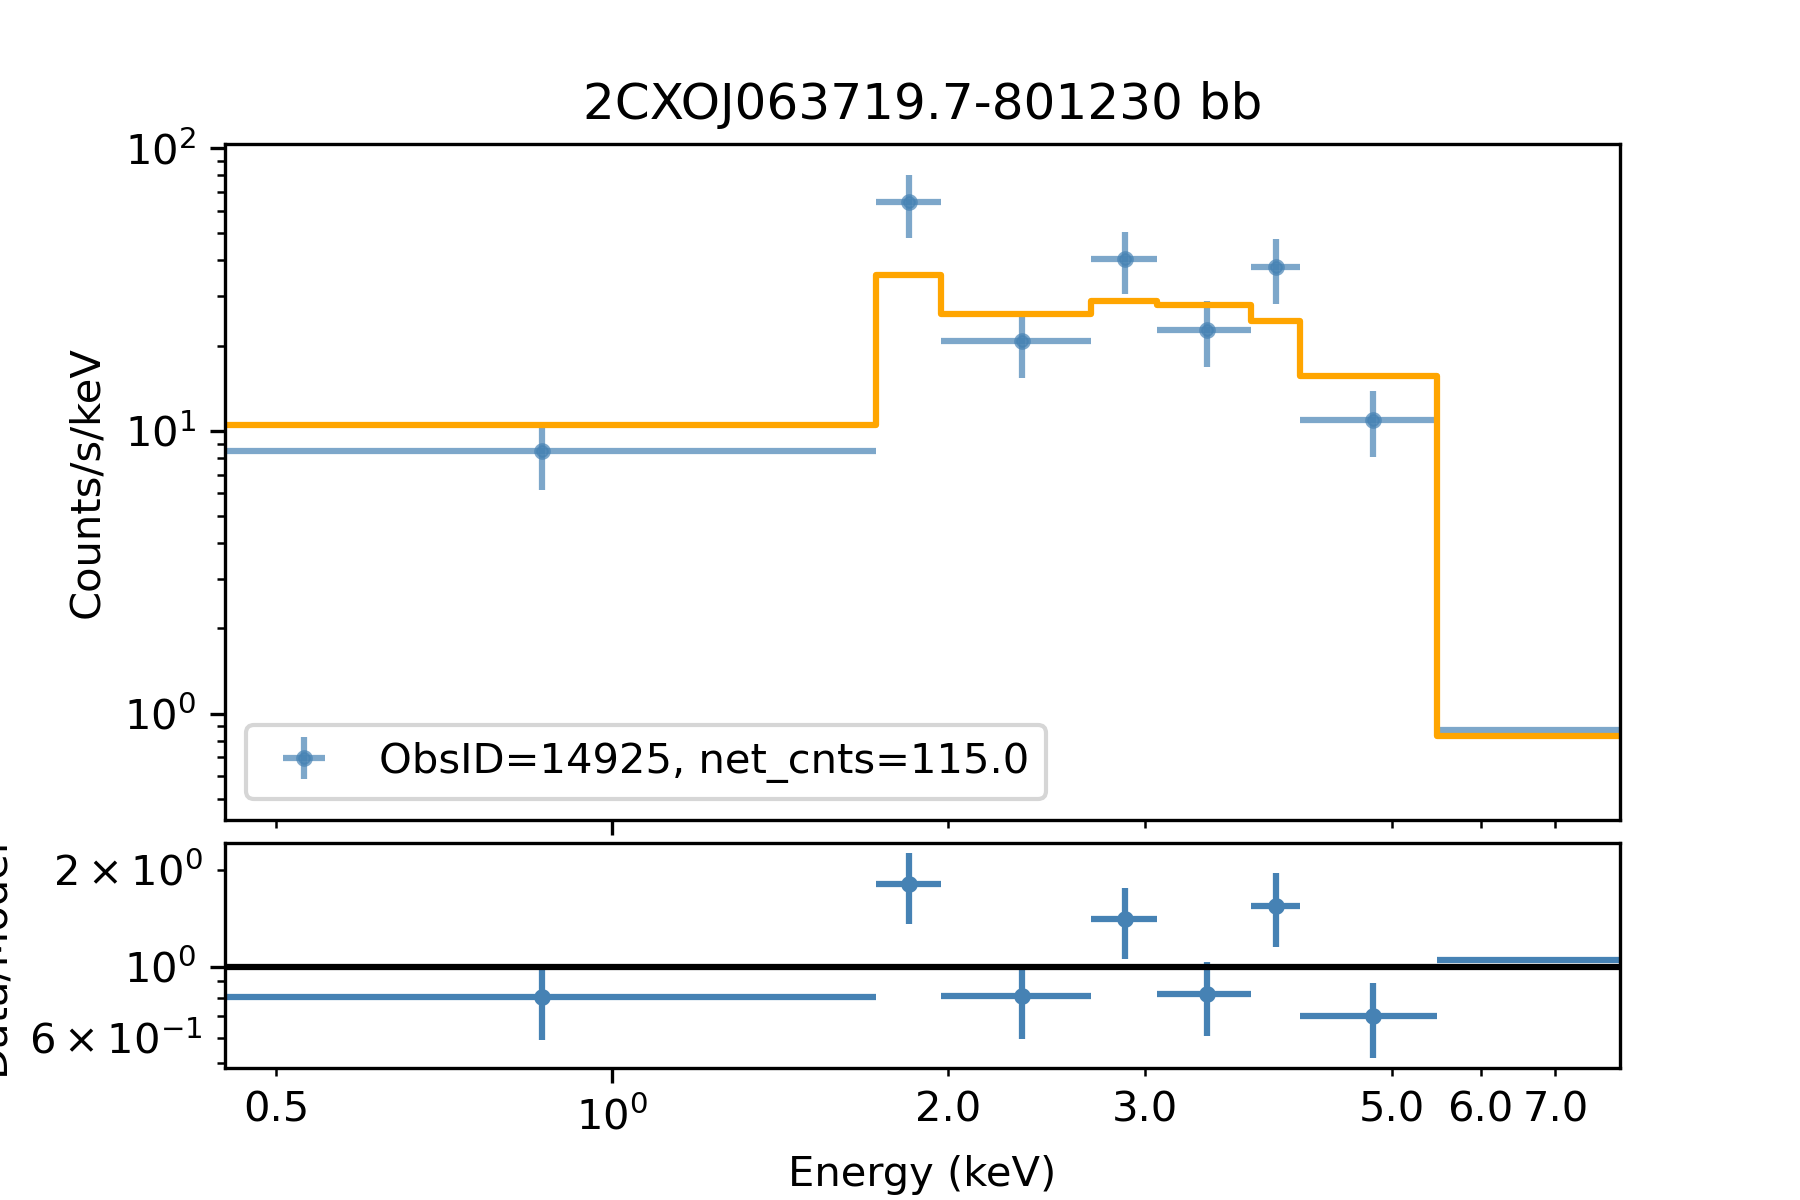 2CXOJ063719.7-801230 bb
10²
10¹
10⁰
Counts/s/keV
ObsID=14925, net_cnts=115.0
2 × 10⁰
10⁰
6 × 10⁻¹
0.5 10⁰ 2.0 3.0 5.0 6.0 7.0
Energy (keV)